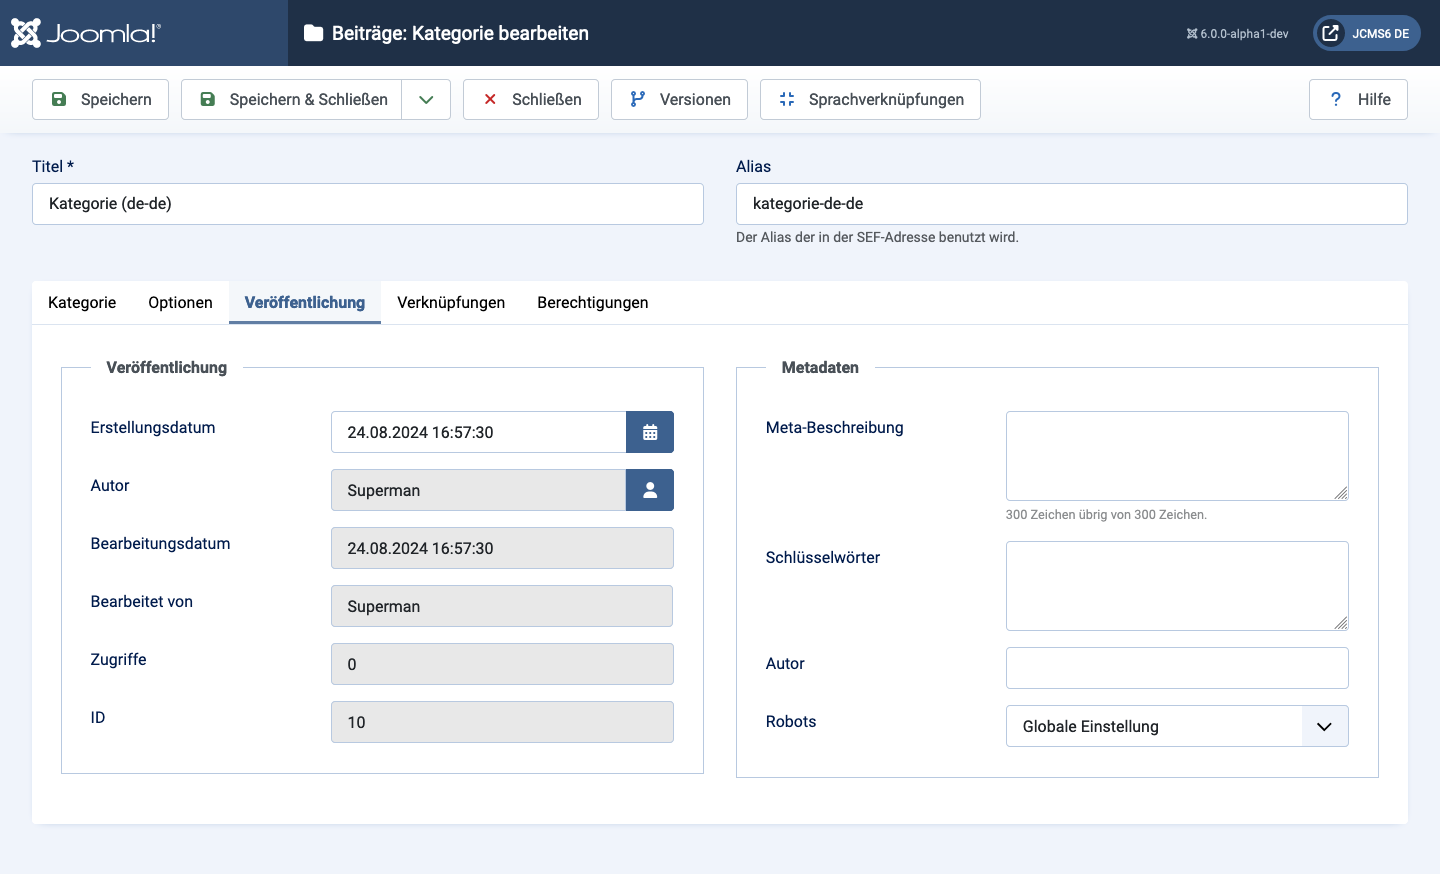 Joomla!® Beiträge: Kategorie bearbeiten 6.0.0-alpha1-dev JCMS6 DE
Speichern Speichern & Schließen Schließen Versionen Sprachverknüpfungen ? Hilfe
Titel *
Kategorie (de-de)
Alias
kategorie-de-de
Der Alias der in der SEF-Adresse benutzt wird.
Kategorie Optionen Veröffentlichung Verknüpfungen Berechtigungen
Veröffentlichung
Erstellungsdatum 24.08.2024 16:57:30
Autor Superman
Bearbeitungsdatum 24.08.2024 16:57:30
Bearbeitet von Superman
Zugriffe 0
ID 10
Metadaten
Meta-Beschreibung
300 Zeichen übrig von 300 Zeichen.
Schlüsselwörter
Autor
Robots Globale Einstellung